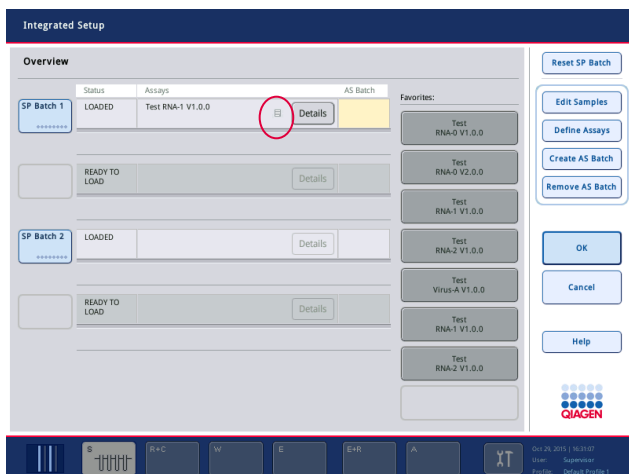 Integrated Setup
Overview
Status Assays AS Batch
SP Batch 1 LOADED Test RNA-1 V1.0.0 Details
READY TO
LOAD Details
SP Batch 2 LOADED Details
READY TO
LOAD Details
Favorites:
Test
RNA-0 V1.0.0
Test
RNA-0 V2.0.0
Test
RNA-1 V1.0.0
Test
RNA-2 V1.0.0
Test
Virus-A V1.0.0
Test
RNA-1 V1.0.0
Test
RNA-2 V1.0.0
Reset SP Batch
Edit Samples
Define Assays
Create AS Batch
Remove AS Batch
OK
Cancel
Help
QIAGEN
S R+C W E E+R A
Oct 29, 2015 | 16:31:07
User: Supervisor
Profile: Default Profile 1